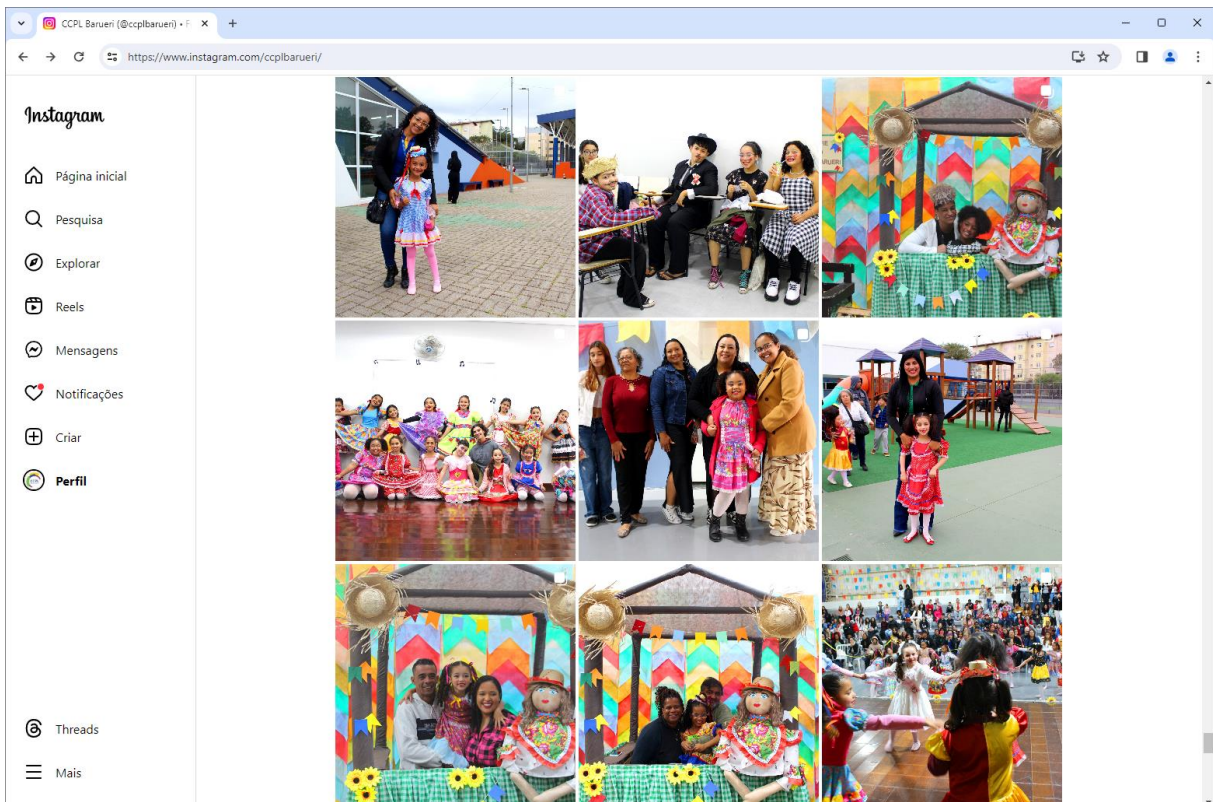 CCPL Barueri (@ccplbarueri) • F
https://www.instagram.com/ccplbarueri/
Instagram
Página inicial
Pesquisa
Explorar
Reels
Mensagens
Notificações
Criar
Perfil
Threads
Mais
BARUERI